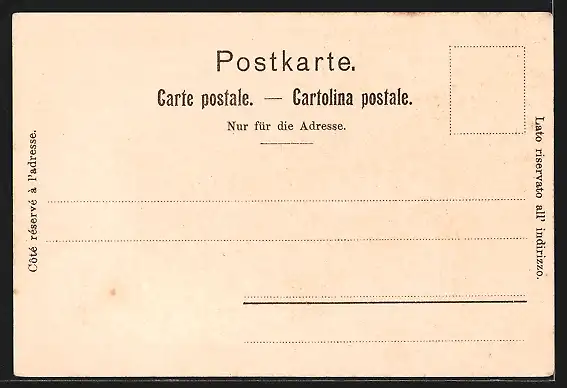 Postkarte.
Carte postale. — Cartolina postale.
Nur für die Adresse.
Côté réservé à l'adresse.
Lato riservato all' indirizzo.